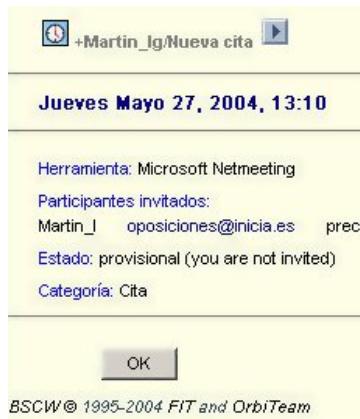 +Martin_lg/Nueva cita
Jueves Mayo 27, 2004, 13:10
Herramienta: Microsoft Netmeeting
Participantes invitados:
Martin_l oposiciones@inicia.es prec
Estado: provisional (you are not invited)
Categoría: Cita
OK
BSCW © 1995-2004 FIT and OrbiTeam